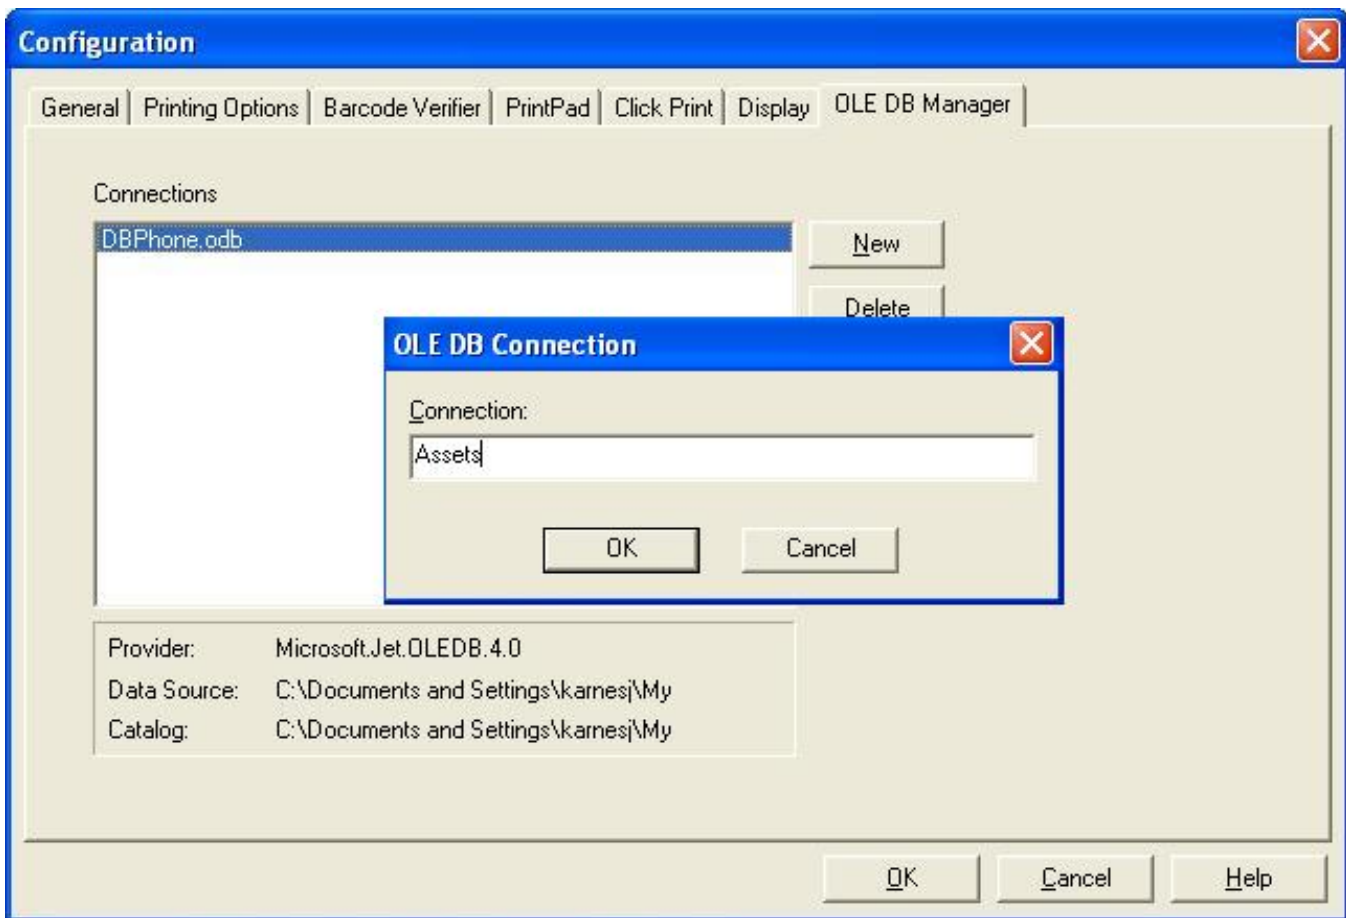 Configuration
General Printing Options Barcode Verifier PrintPad Click Print Display OLE DB Manager
Connections
DBPhone.odb
New
Delete
OLE DB Connection
Connection:
Assets
OK Cancel
Provider: Microsoft.Jet.OLEDB.4.0
Data Source: C:\Documents and Settings\karnesj\My
Catalog: C:\Documents and Settings\karnesj\My
OK Cancel Help